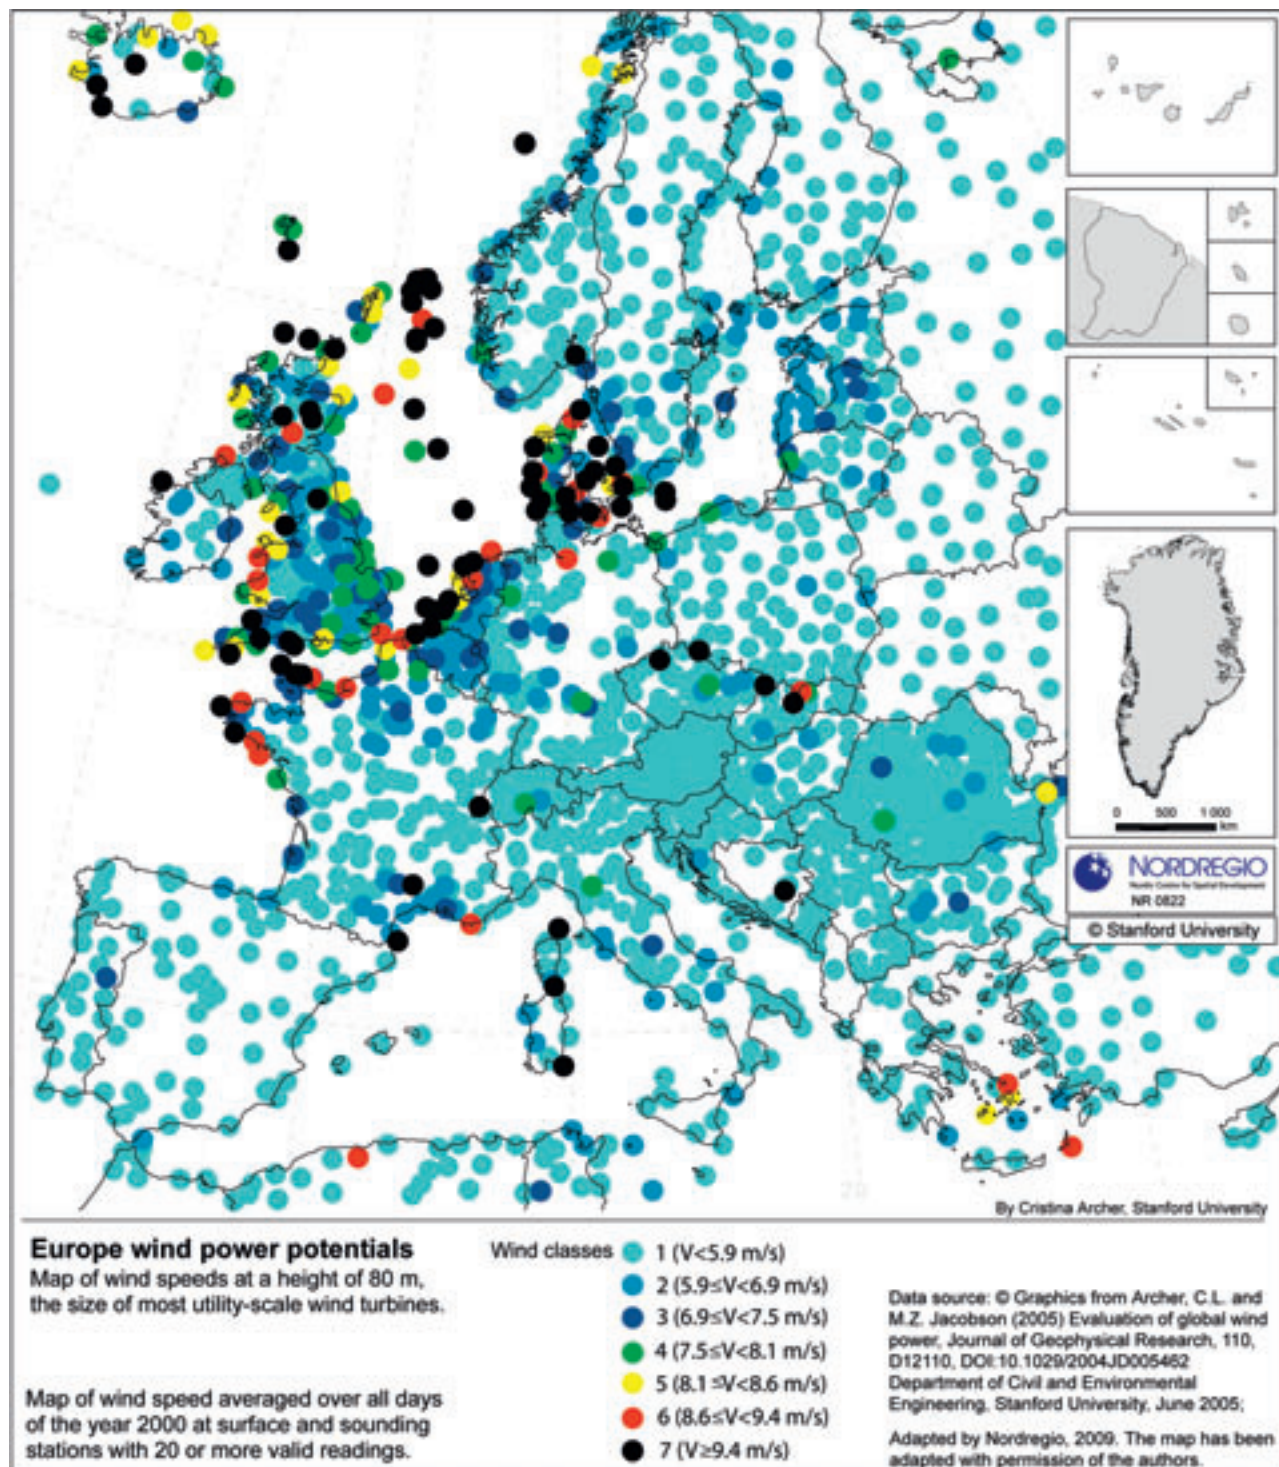 0 500 1 000
km
NORDREGIO
Nordic Centre for Spatial Development
NR 0822
© Stanford University
20
By Cristina Archer, Stanford University
Europe wind power potentials
Map of wind speeds at a height of 80 m,
the size of most utility-scale wind turbines.
Map of wind speed averaged over all days
of the year 2000 at surface and sounding
stations with 20 or more valid readings.
Wind classes
1 (V<5.9 m/s)
2 (5.9≤V<6.9 m/s)
3 (6.9≤V<7.5 m/s)
4 (7.5≤V<8.1 m/s)
5 (8.1 ≤V<8.6 m/s)
6 (8.6≤V<9.4 m/s)
7 (V≥9.4 m/s)
Data source: © Graphics from Archer, C.L. and
M.Z. Jacobson (2005) Evaluation of global wind
power, Journal of Geophysical Research, 110,
D12110, DOI:10.1029/2004JD005462
Department of Civil and Environmental
Engineering, Stanford University, June 2005;
Adapted by Nordregio, 2009. The map has been
adapted with permission of the authors.